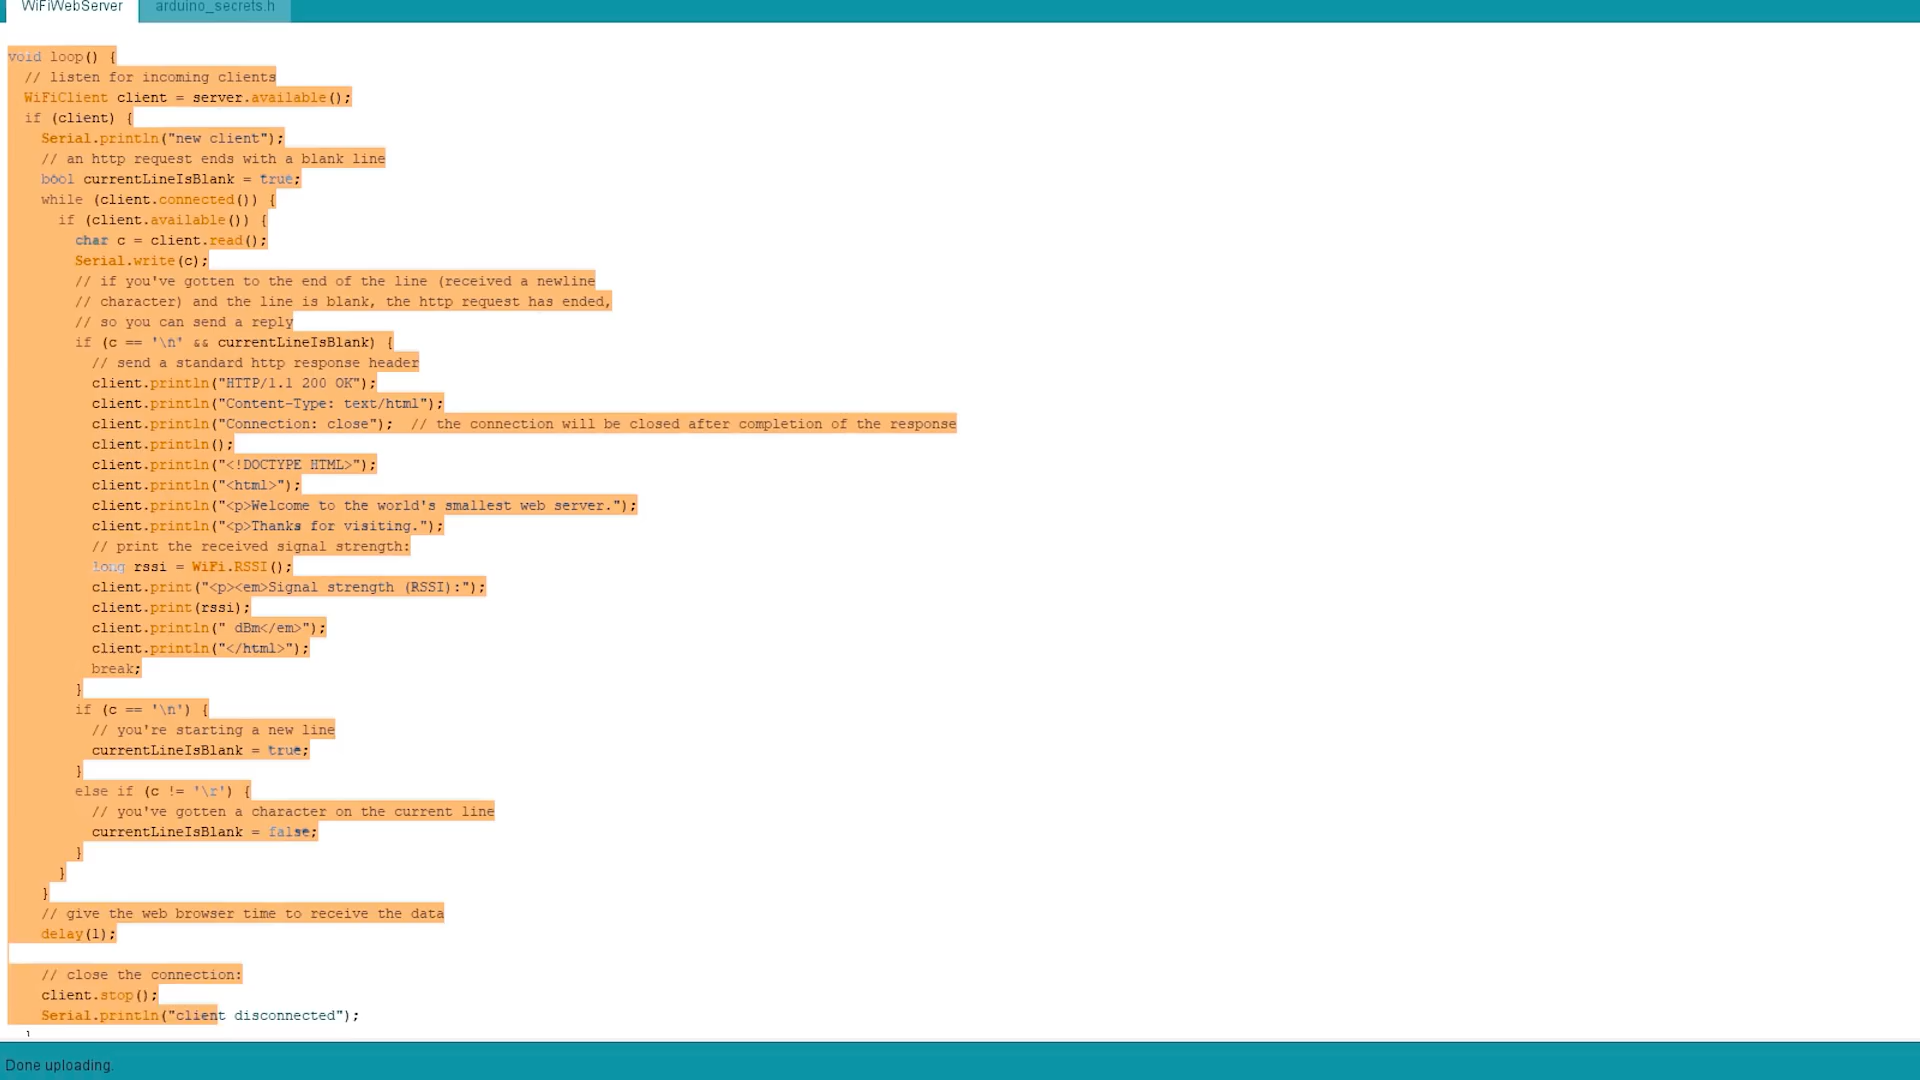 WiFiWebServer arduino_secrets.h
void loop() {
// listen for incoming clients
WiFiClient client = server.available();
if (client) {
Serial.println("new client");
// an http request ends with a blank line
bool currentLineIsBlank = true;
while (client.connected()) {
if (client.available()) {
char c = client.read();
Serial.write(c);
// if you've gotten to the end of the line (received a newline
// character) and the line is blank, the http request has ended,
// so you can send a reply
if (c == '\n' && currentLineIsBlank) {
// send a standard http response header
client.println("HTTP/1.1 200 OK");
client.println("Content-Type: text/html");
client.println("Connection: close");  // the connection will be closed after completion of the response
client.println();
client.println("<!DOCTYPE HTML>");
client.println("<html>");
client.println("<p>Welcome to the world's smallest web server.");
client.println("<p>Thanks for visiting.");
// print the received signal strength:
long rssi = WiFi.RSSI();
client.print("<p><em>Signal strength (RSSI):");
client.print(rssi);
client.println(" dBm</em>");
client.println("</html>");
break;
}
if (c == '\n') {
// you're starting a new line
currentLineIsBlank = true;
}
else if (c != '\r') {
// you've gotten a character on the current line
currentLineIsBlank = false;
}
}
}
// give the web browser time to receive the data
delay(1);
// close the connection:
client.stop();
Serial.println("client disconnected");
}
Done uploading.